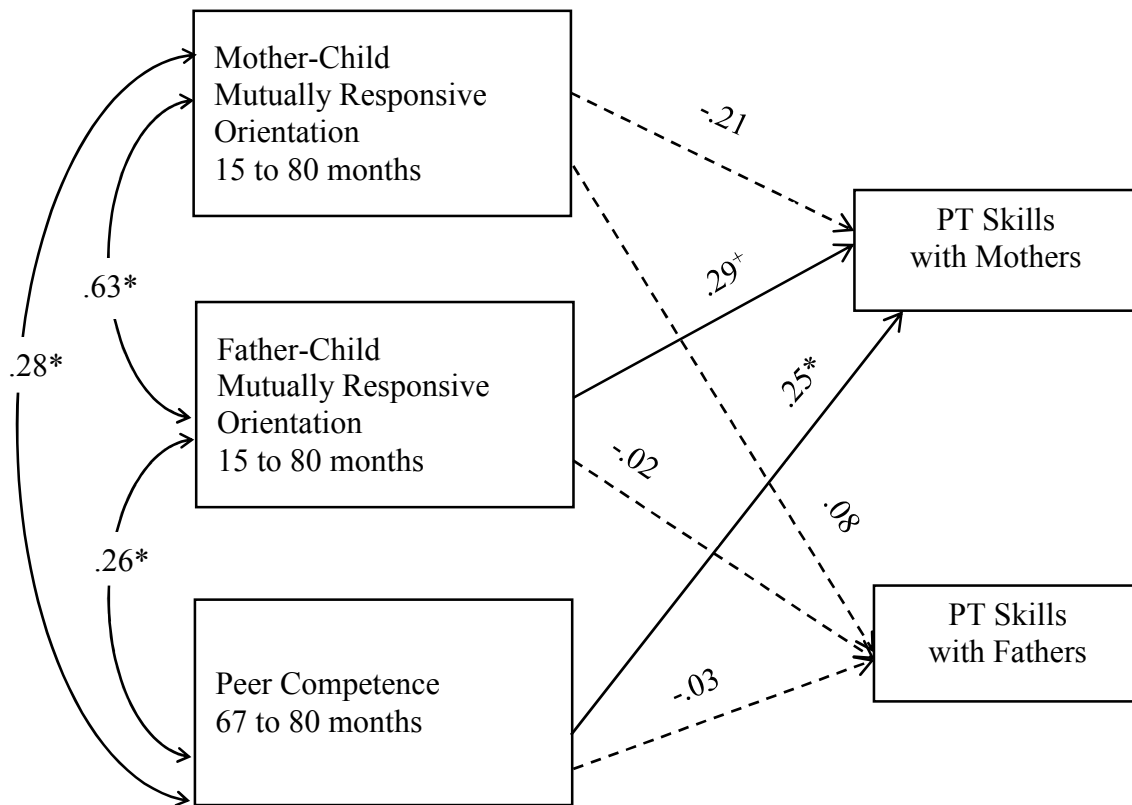 Mother-Child
Mutually Responsive
Orientation
15 to 80 months
-.21
PT Skills
with Mothers
.63*
.28*
.29+
Father-Child
Mutually Responsive
Orientation
15 to 80 months
.25*
-.02
.08
.26*
PT Skills
with Fathers
Peer Competence
67 to 80 months
-.03